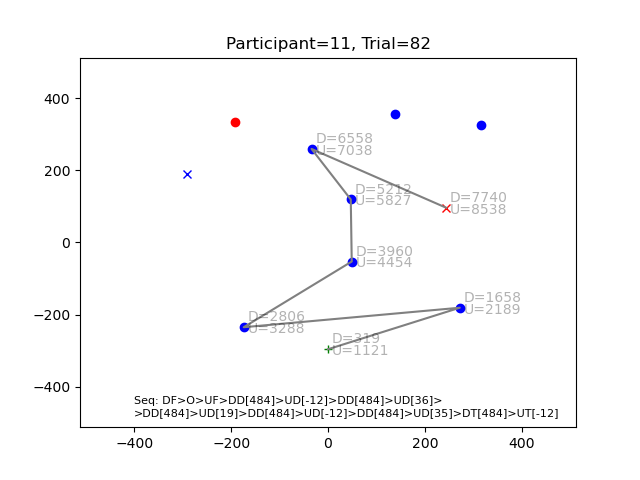 Participant=11, Trial=82
400
200
0
−200
−400
D=6558
U=7038
D=5212
U=5827
D=7740
U=8538
D=3960
U=4454
D=1658
U=2189
D=2806
U=3288
D=319
U=1121
Seq: DF>O>UF>DD[484]>UD[-12]>DD[484]>UD[36]>
>DD[484]>UD[19]>DD[484]>UD[-12]>DD[484]>UD[35]>DT[484]>UT[-12]
−400 −200 0 200 400